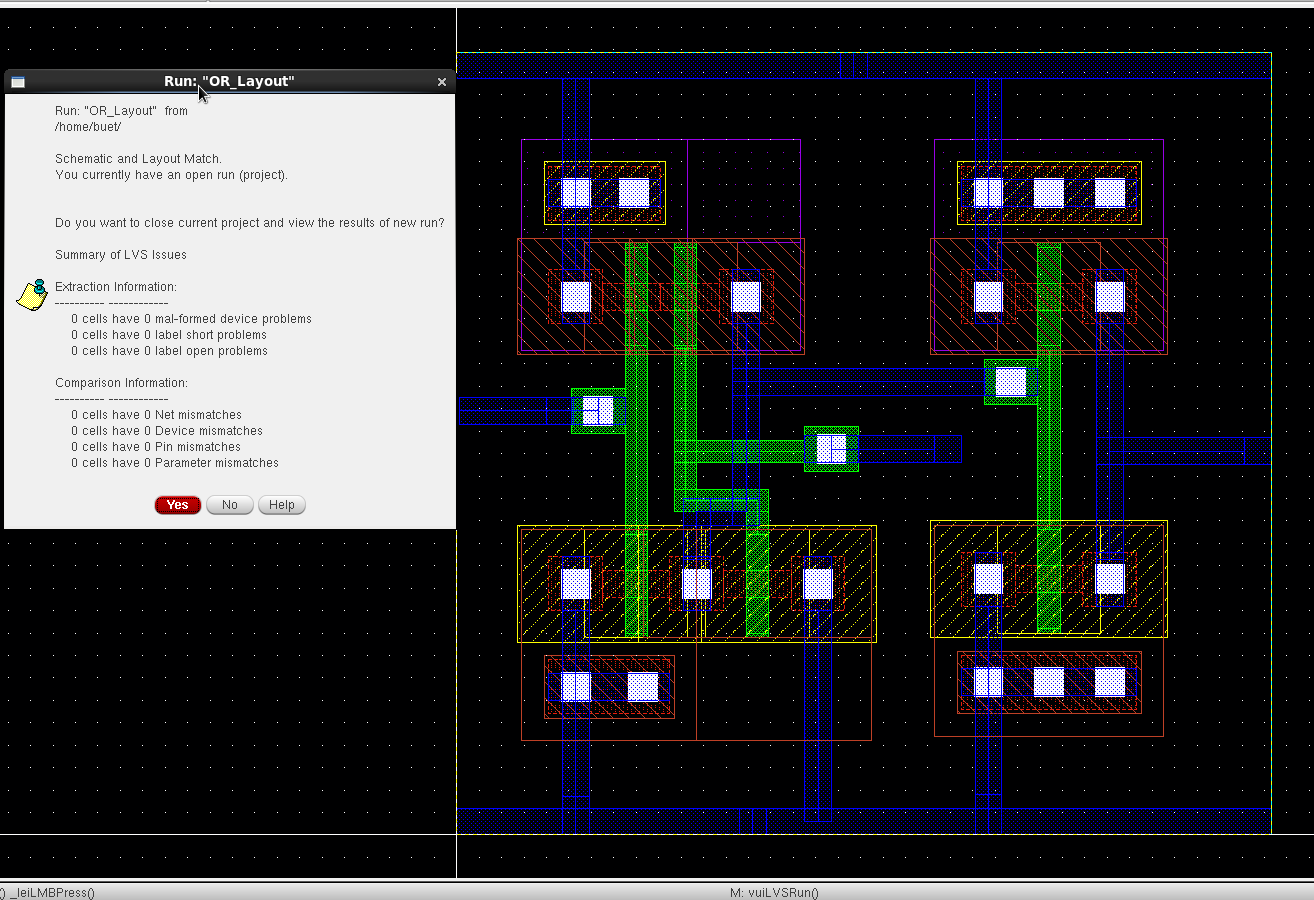 Run: "OR_Layout"
Run: "OR_Layout" from
/home/buet/
Schematic and Layout Match.
You currently have an open run (project).
Do you want to close current project and view the results of new run?
Summary of LVS Issues
Extraction Information:
---------- ------------
0 cells have 0 mal-formed device problems
0 cells have 0 label short problems
0 cells have 0 label open problems
Comparison Information:
---------- ------------
0 cells have 0 Net mismatches
0 cells have 0 Device mismatches
0 cells have 0 Pin mismatches
0 cells have 0 Parameter mismatches
Yes No Help
() _leiLMBPress() M: vuiLVSRun()